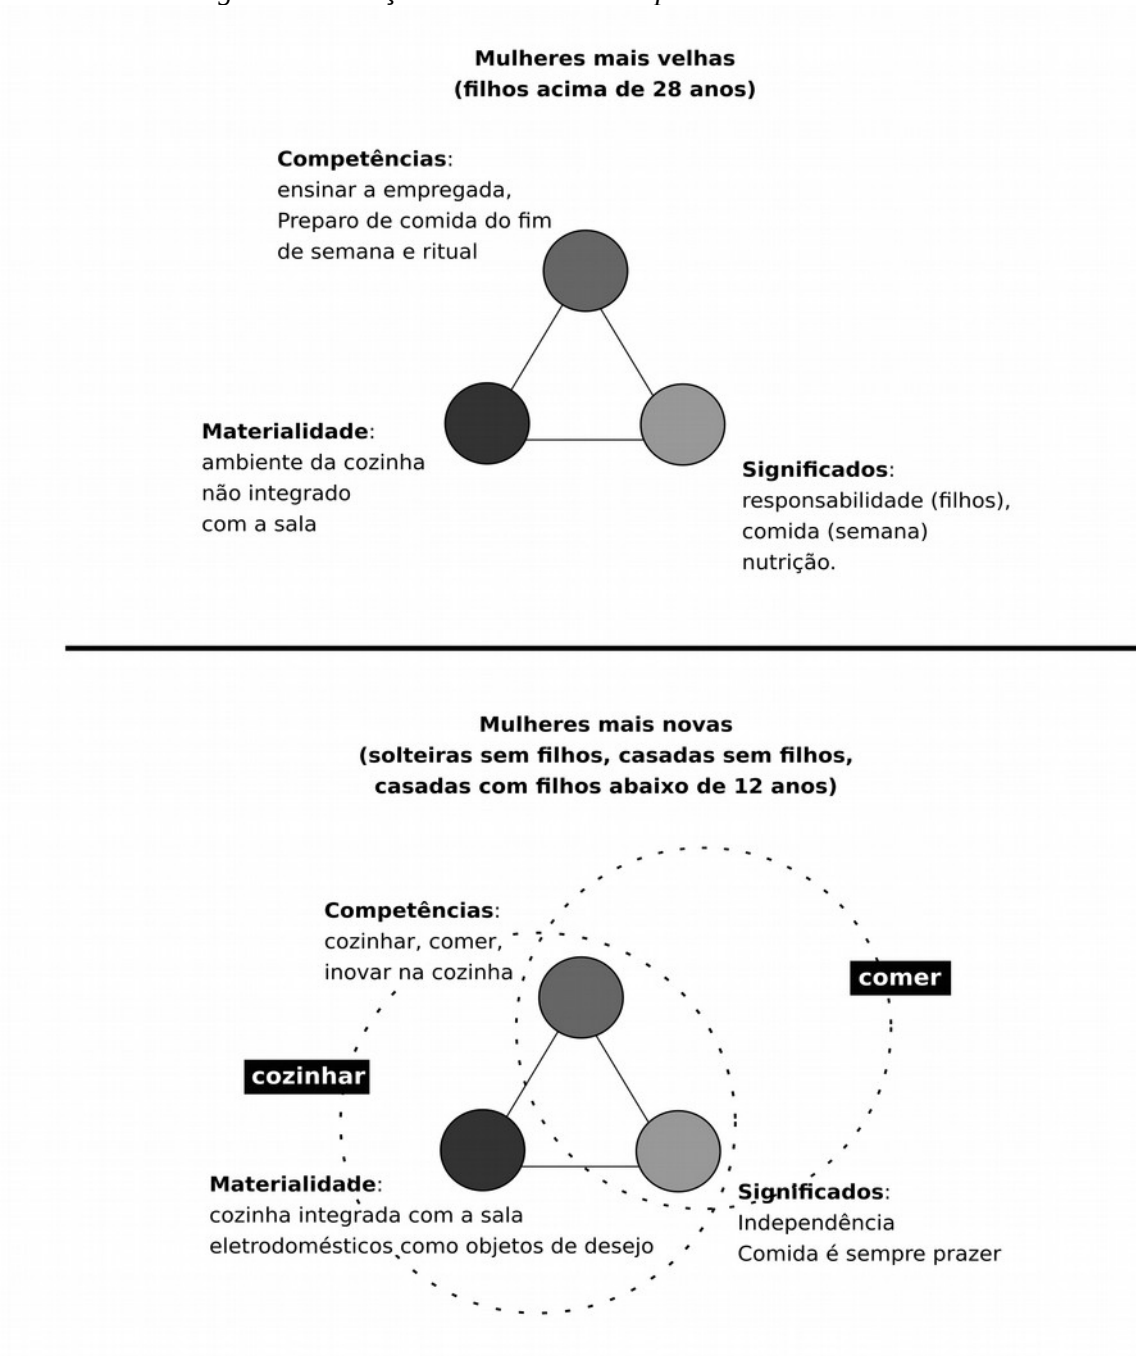 Mulheres mais velhas
(filhos acima de 28 anos)
Competências:
ensinar a empregada,
Preparo de comida do fim
de semana e ritual
Materialidade:
ambiente da cozinha
não integrado
com a sala
Significados:
responsabilidade (filhos),
comida (semana)
nutrição.
Mulheres mais novas
(solteiras sem filhos, casadas sem filhos,
casadas com filhos abaixo de 12 anos)
Competências:
cozinhar, comer,
inovar na cozinha
comer
cozinhar
Materialidade:
cozinha integrada com a sala
eletrodomésticos como objetos de desejo
Significados:
Independência
Comida é sempre prazer